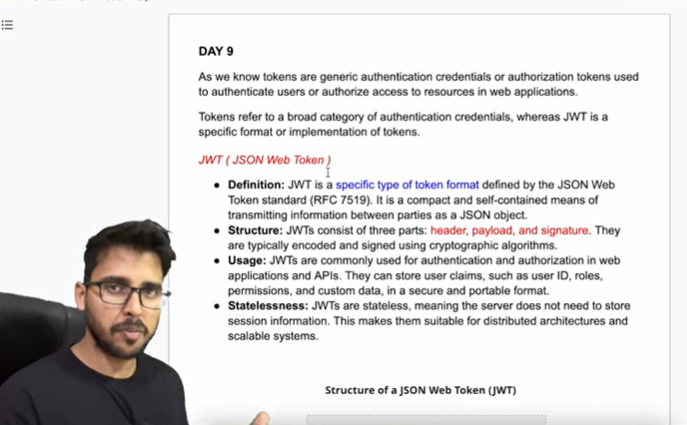 DAY 9
As we know tokens are generic authentication credentials or authorization tokens used
to authenticate users or authorize access to resources in web applications.
Tokens refer to a broad category of authentication credentials, whereas JWT is a
specific format or implementation of tokens.
JWT ( JSON Web Token )
● Definition: JWT is a specific type of token format defined by the JSON Web
Token standard (RFC 7519). It is a compact and self-contained means of
transmitting information between parties as a JSON object.
● Structure: JWTs consist of three parts: header, payload, and signature. They
are typically encoded and signed using cryptographic algorithms.
● Usage: JWTs are commonly used for authentication and authorization in web
applications and APIs. They can store user claims, such as user ID, roles,
permissions, and custom data, in a secure and portable format.
● Statelessness: JWTs are stateless, meaning the server does not need to store
session information. This makes them suitable for distributed architectures and
scalable systems.
Structure of a JSON Web Token (JWT)